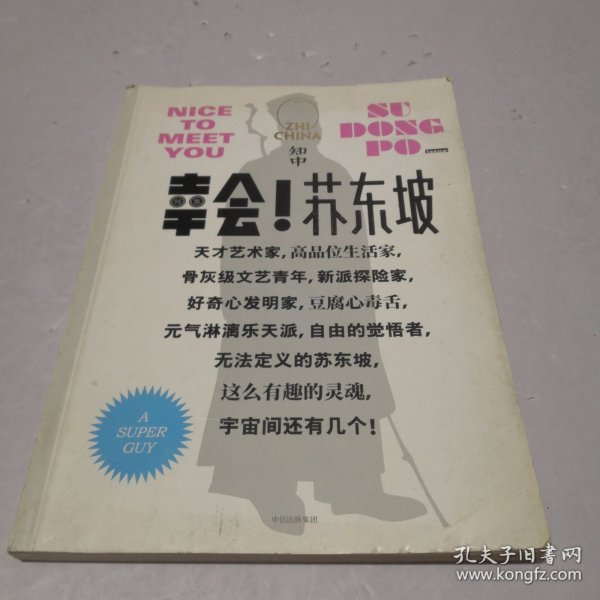 NICE
TO
MEET
YOU
ZHI
CHINA
知中
SU
DONG
PO
Issue
特集
幸会！苏东坡
天才艺术家，高品位生活家，
骨灰级文艺青年，新派探险家，
好奇心发明家，豆腐心毒舌，
元气淋漓乐天派，自由的觉悟者，
无法定义的苏东坡，
这么有趣的灵魂，
宇宙间还有几个！
A
SUPER
GUY
中信出版集团
孔夫子旧书网
www.kongfz.com